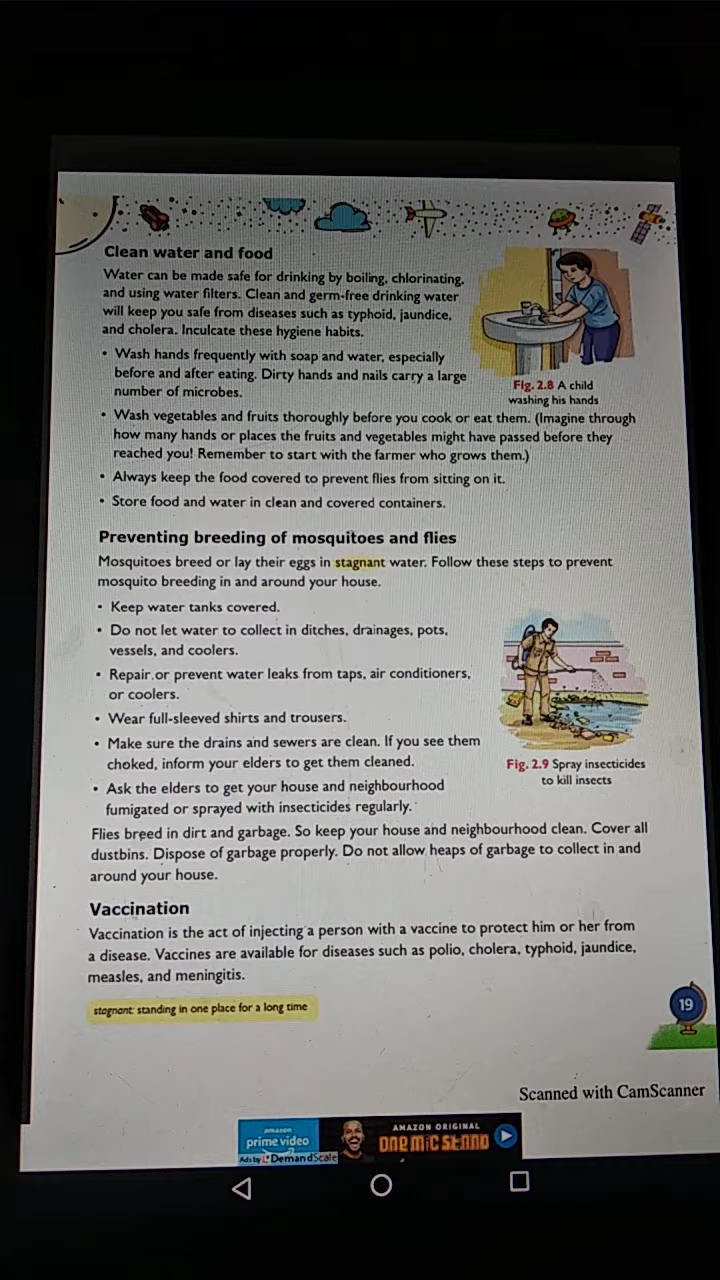 Clean water and food
Water can be made safe for drinking by boiling, chlorinating,
and using water filters. Clean and germ-free drinking water
will keep you safe from diseases such as typhoid, jaundice,
and cholera. Inculcate these hygiene habits.
• Wash hands frequently with soap and water, especially
before and after eating. Dirty hands and nails carry a large
number of microbes.
Fig. 2.8 A child
washing his hands
• Wash vegetables and fruits thoroughly before you cook or eat them. (Imagine through
how many hands or places the fruits and vegetables might have passed before they
reached you! Remember to start with the farmer who grows them.)
• Always keep the food covered to prevent flies from sitting on it.
• Store food and water in clean and covered containers.
Preventing breeding of mosquitoes and flies
Mosquitoes breed or lay their eggs in stagnant water. Follow these steps to prevent
mosquito breeding in and around your house.
• Keep water tanks covered.
• Do not let water to collect in ditches, drainages, pots,
vessels, and coolers.
• Repair or prevent water leaks from taps, air conditioners,
or coolers.
• Wear full-sleeved shirts and trousers.
• Make sure the drains and sewers are clean. If you see them
choked, inform your elders to get them cleaned.
• Ask the elders to get your house and neighbourhood
fumigated or sprayed with insecticides regularly.
Fig. 2.9 Spray insecticides
to kill insects
Flies breed in dirt and garbage. So keep your house and neighbourhood clean. Cover all
dustbins. Dispose of garbage properly. Do not allow heaps of garbage to collect in and
around your house.
Vaccination
Vaccination is the act of injecting a person with a vaccine to protect him or her from
a disease. Vaccines are available for diseases such as polio, cholera, typhoid, jaundice,
measles, and meningitis.
stagnant: standing in one place for a long time
19
Scanned with CamScanner
amazon
prime video
Ads by DemandScale
AMAZON ORIGINAL
ONE MIC STAND